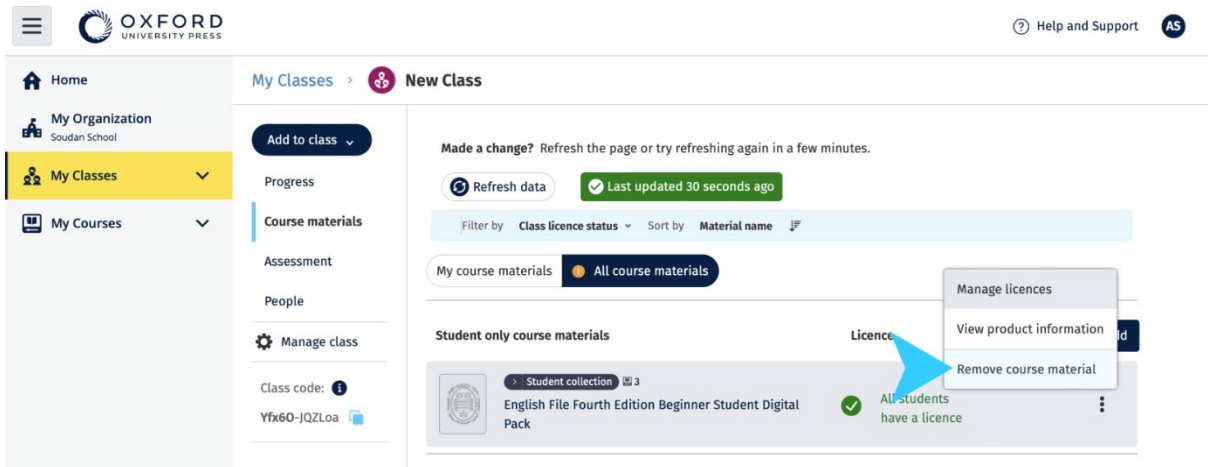 OXFORD
UNIVERSITY PRESS
Help and Support
AS
Home
My Organization
Soudan School
My Classes
My Courses
My Classes > New Class
Add to class
Progress
Course materials
Assessment
People
Manage class
Class code:
Yfx6O-JQZLoa
Made a change? Refresh the page or try refreshing again in a few minutes.
Refresh data
Last updated 30 seconds ago
Filter by Class licence status Sort by Material name
My course materials
All course materials
Manage licences
View product information
Remove course material
Student only course materials
Licence
Student collection 3
English File Fourth Edition Beginner Student Digital
Pack
All students
have a licence